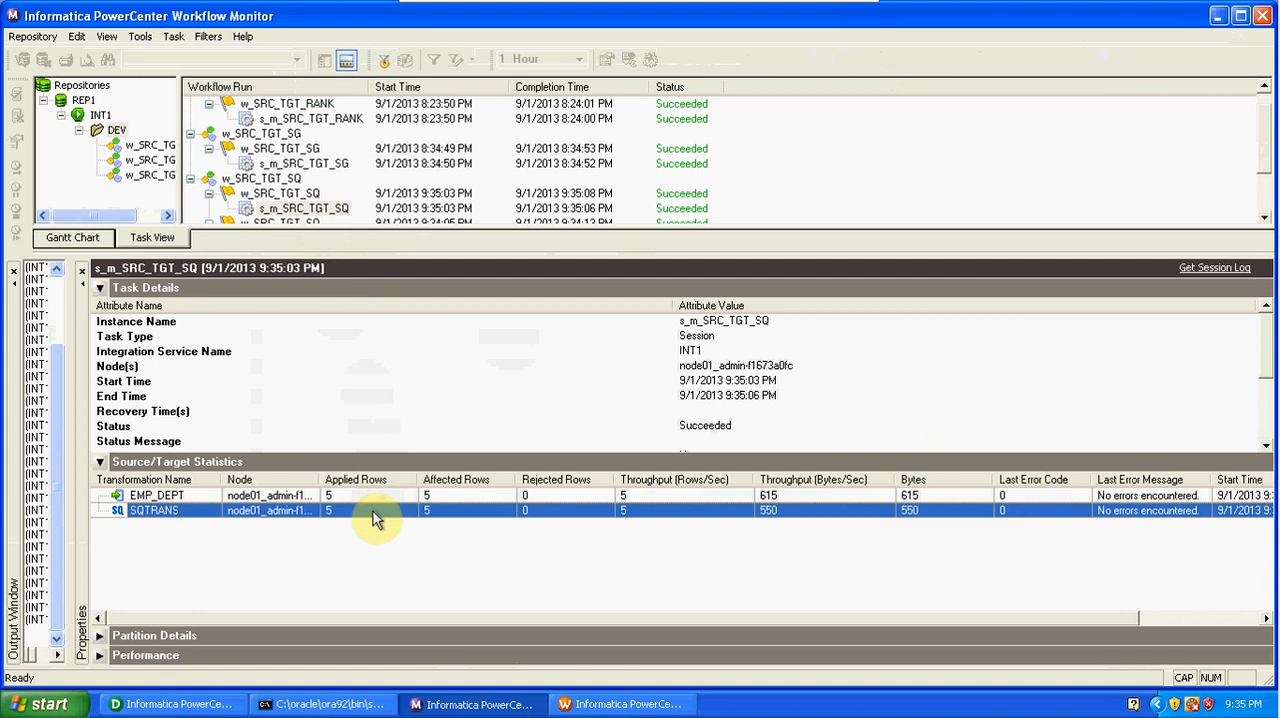 Informatica PowerCenter Workflow Monitor
Repository Edit View Tools Task Filters Help
1 Hour
Repositories
REP1
INT1
DEV
w_SRC_TG
w_SRC_TG
w_SRC_TG
Workflow Run Start Time Completion Time Status
w_SRC_TGT_RANK 9/1/2013 8:23:50 PM 9/1/2013 8:24:01 PM Succeeded
s_m_SRC_TGT_RANK 9/1/2013 8:23:50 PM 9/1/2013 8:24:00 PM Succeeded
w_SRC_TGT_SG
w_SRC_TGT_SG 9/1/2013 8:34:49 PM 9/1/2013 8:34:53 PM Succeeded
s_m_SRC_TGT_SG 9/1/2013 8:34:50 PM 9/1/2013 8:34:52 PM Succeeded
w_SRC_TGT_SQ
w_SRC_TGT_SQ 9/1/2013 9:35:03 PM 9/1/2013 9:35:08 PM Succeeded
s_m_SRC_TGT_SQ 9/1/2013 9:35:03 PM 9/1/2013 9:35:06 PM Succeeded
Gantt Chart Task View
s_m_SRC_TGT_SQ [9/1/2013 9:35:03 PM] Get Session Log
Task Details
Attribute Name Attribute Value
Instance Name s_m_SRC_TGT_SQ
Task Type Session
Integration Service Name INT1
Node(s) node01_admin-f1673a0fc
Start Time 9/1/2013 9:35:03 PM
End Time 9/1/2013 9:35:06 PM
Recovery Time(s)
Status Succeeded
Status Message
Source/Target Statistics
Transformation Name Node Applied Rows Affected Rows Rejected Rows Throughput (Rows/Sec) Throughput (Bytes/Sec) Bytes Last Error Code Last Error Message Start Time
EMP_DEPT node01_admin-f1... 5 5 0 5 615 615 0 No errors encountered. 9/1/2013 9:
SQTRANS node01_admin-f1... 5 5 0 5 550 550 0 No errors encountered. 9/1/2013 9:
Partition Details
Performance
Output Window
Properties
Ready CAP NUM
start Informatica PowerCe... C:\oracle\ora92\bin\s... Informatica PowerCe... Informatica PowerCe... 9:35 PM